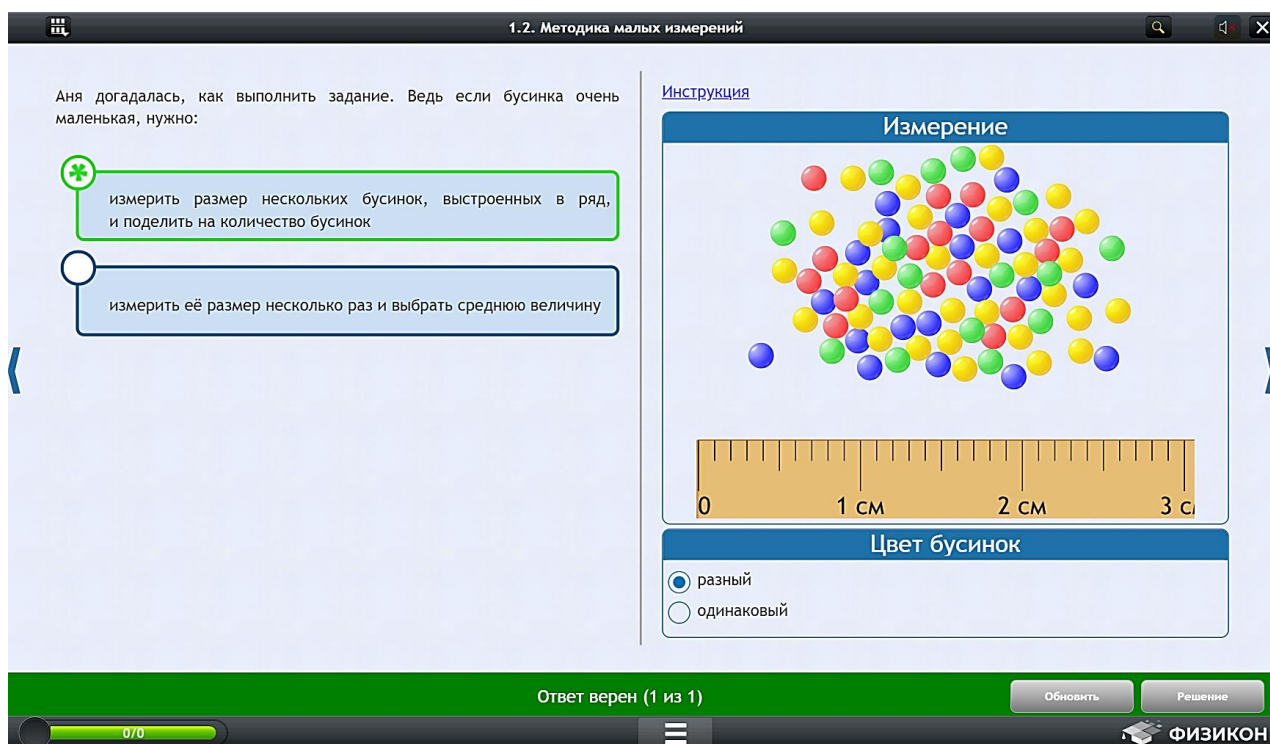 1.2. Методика малых измерений
Аня догадалась, как выполнить задание. Ведь если бусинка очень
маленькая, нужно:
измерить размер нескольких бусинок, выстроенных в ряд,
и поделить на количество бусинок
измерить её размер несколько раз и выбрать среднюю величину
Инструкция
Измерение
0 1 см 2 см 3 с
Цвет бусинок
разный
одинаковый
Ответ верен (1 из 1)
Обновить Решение
0/0
ФИЗИКОН